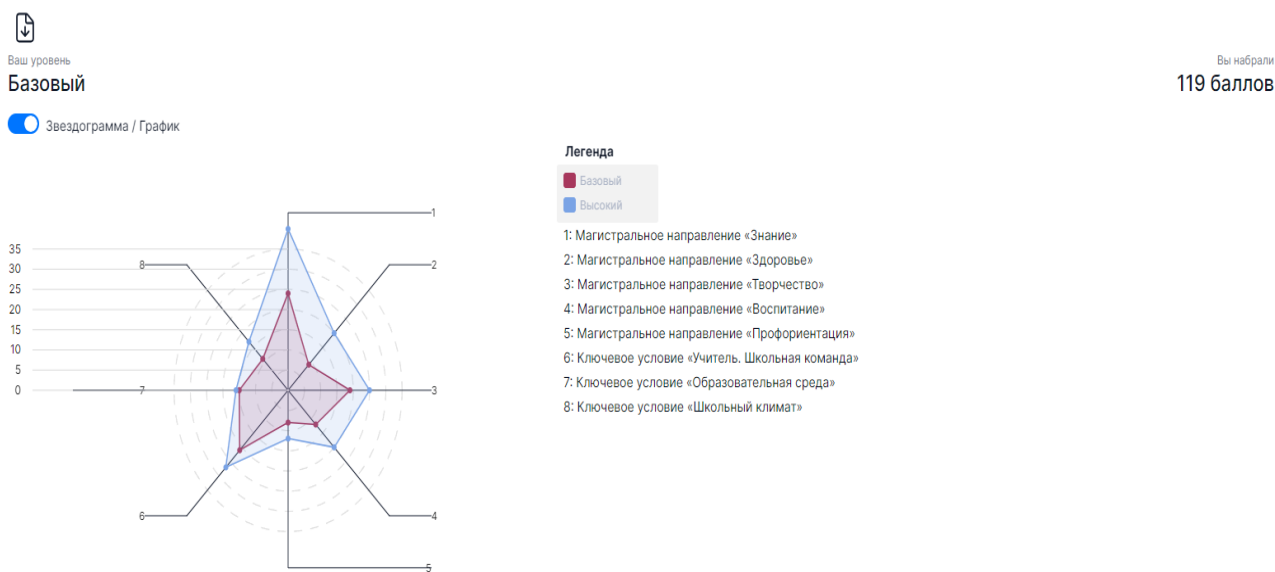 Ваш уровень
Базовый
Вы набрали
119 баллов
Звездограмма / График
Легенда
Базовый
Высокий
1: Магистральное направление «Знание»
2: Магистральное направление «Здоровье»
3: Магистральное направление «Творчество»
4: Магистральное направление «Воспитание»
5: Магистральное направление «Профориентация»
6: Ключевое условие «Учитель. Школьная команда»
7: Ключевое условие «Образовательная среда»
8: Ключевое условие «Школьный климат»
1
35
8
2
30
25
20
15
10
5
0
7
3
6
4
5